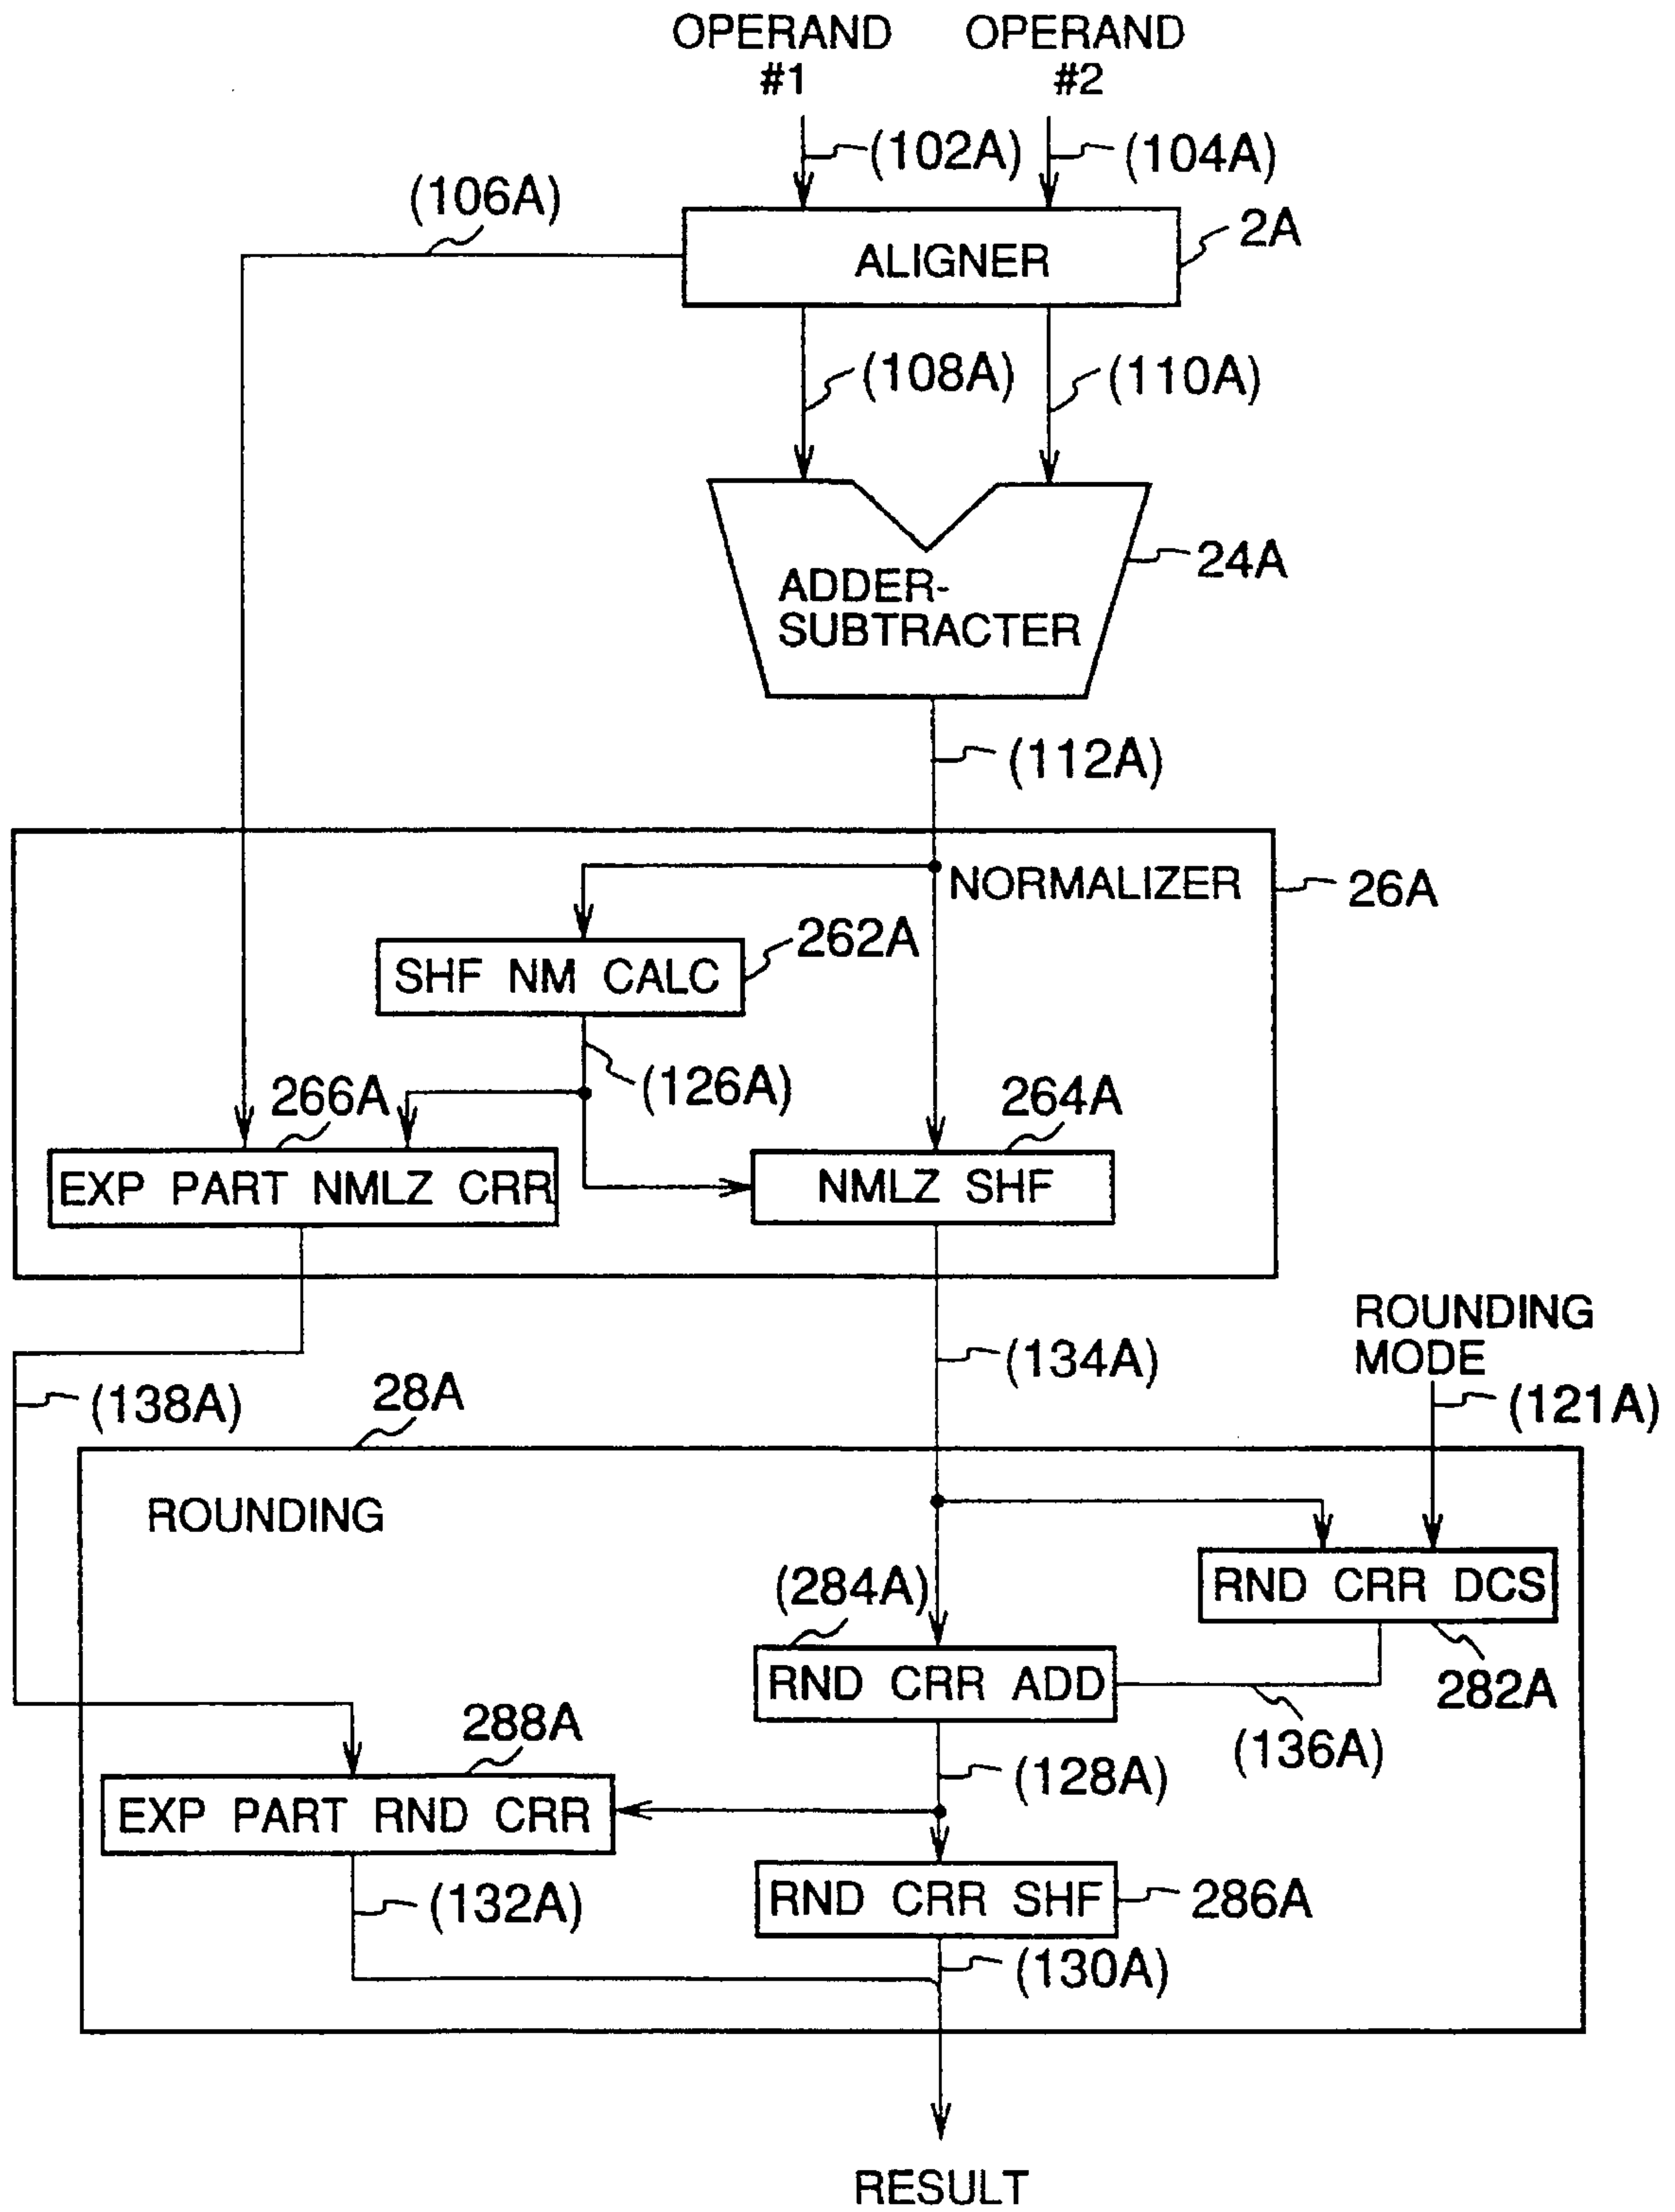 OPERAND
#1
OPERAND
#2
(102A)
(104A)
(106A)
2A
ALIGNER
(108A)
(110A)
24A
ADDER-
SUBTRACTER
(112A)
NORMALIZER
26A
262A
SHF NM CALC
(126A)
266A
264A
EXP PART NMLZ CRR
NMLZ SHF
ROUNDING
MODE
(134A)
(138A)
28A
(121A)
ROUNDING
RND CRR DCS
(284A)
RND CRR ADD
282A
288A
(136A)
(128A)
EXP PART RND CRR
RND CRR SHF
286A
(132A)
(130A)
RESULT